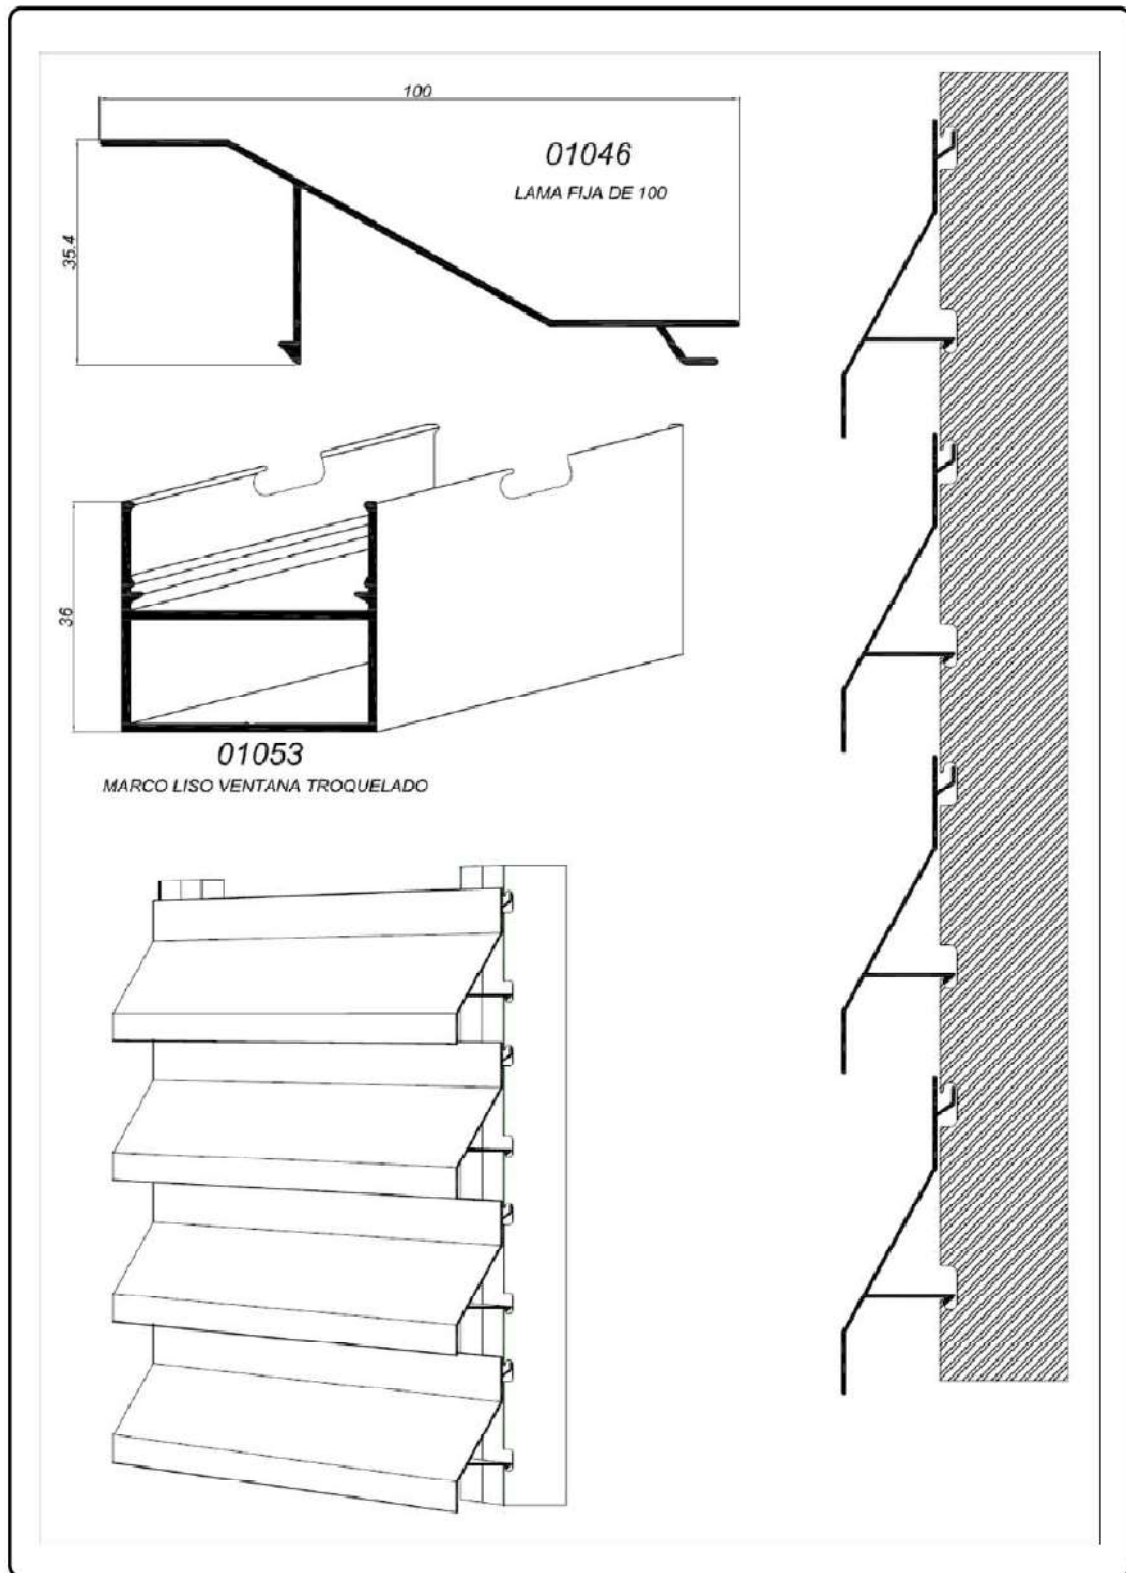 100
01046
LAMA FIJA DE 100
35.4
36
01053
MARCO LISO VENTANA TROQUELADO